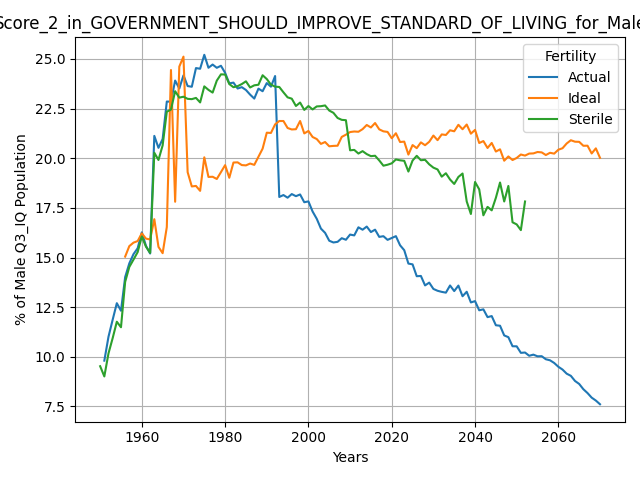 Score_2_in_GOVERNMENT_SHOULD_IMPROVE_STANDARD_OF_LIVING_for_Male
Fertility
Actual
Ideal
Sterile
% of Male Q3_IQ Population
25.0
22.5
20.0
17.5
15.0
12.5
10.0
7.5
1960
1980
2000
2020
2040
2060
Years